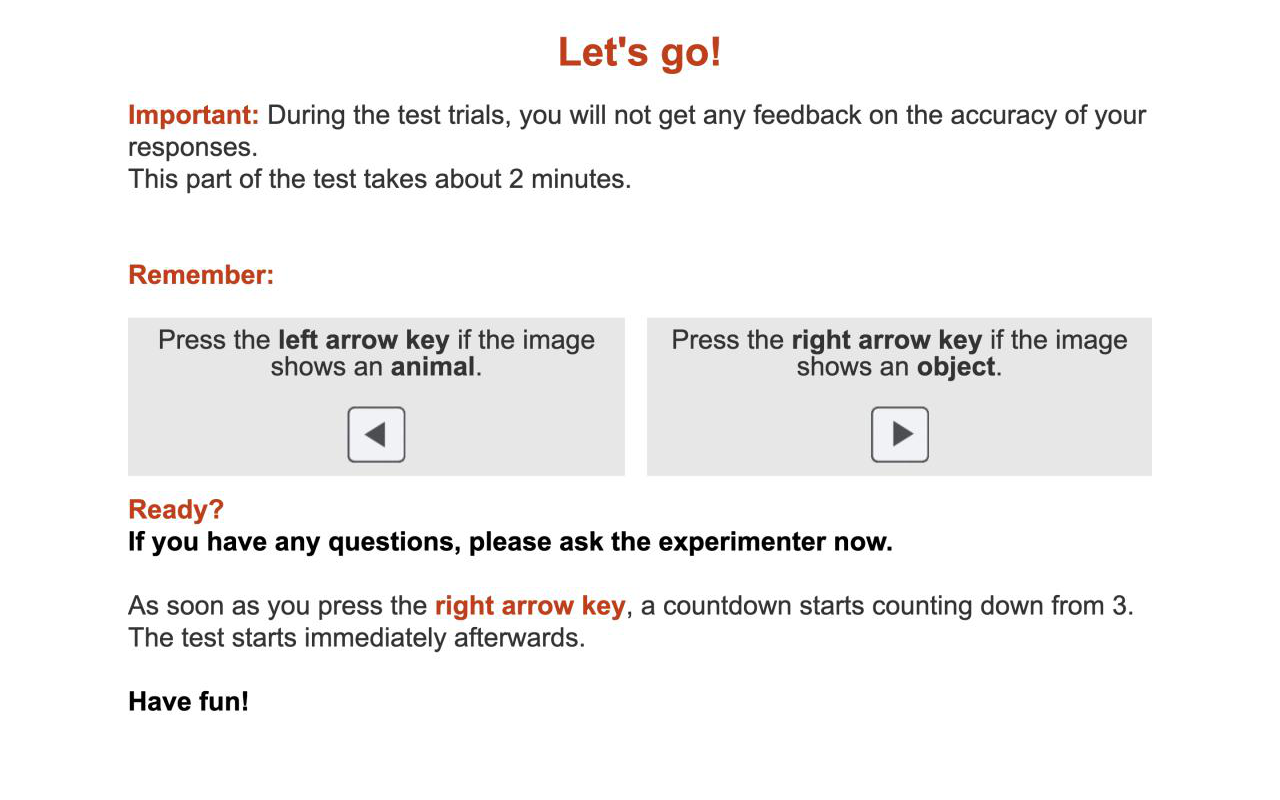 Let's go!
Important: During the test trials, you will not get any feedback on the accuracy of your
responses.
This part of the test takes about 2 minutes.
Remember:
Press the left arrow key if the image
shows an animal.
Press the right arrow key if the image
shows an object.
Ready?
If you have any questions, please ask the experimenter now.
As soon as you press the right arrow key, a countdown starts counting down from 3.
The test starts immediately afterwards.
Have fun!